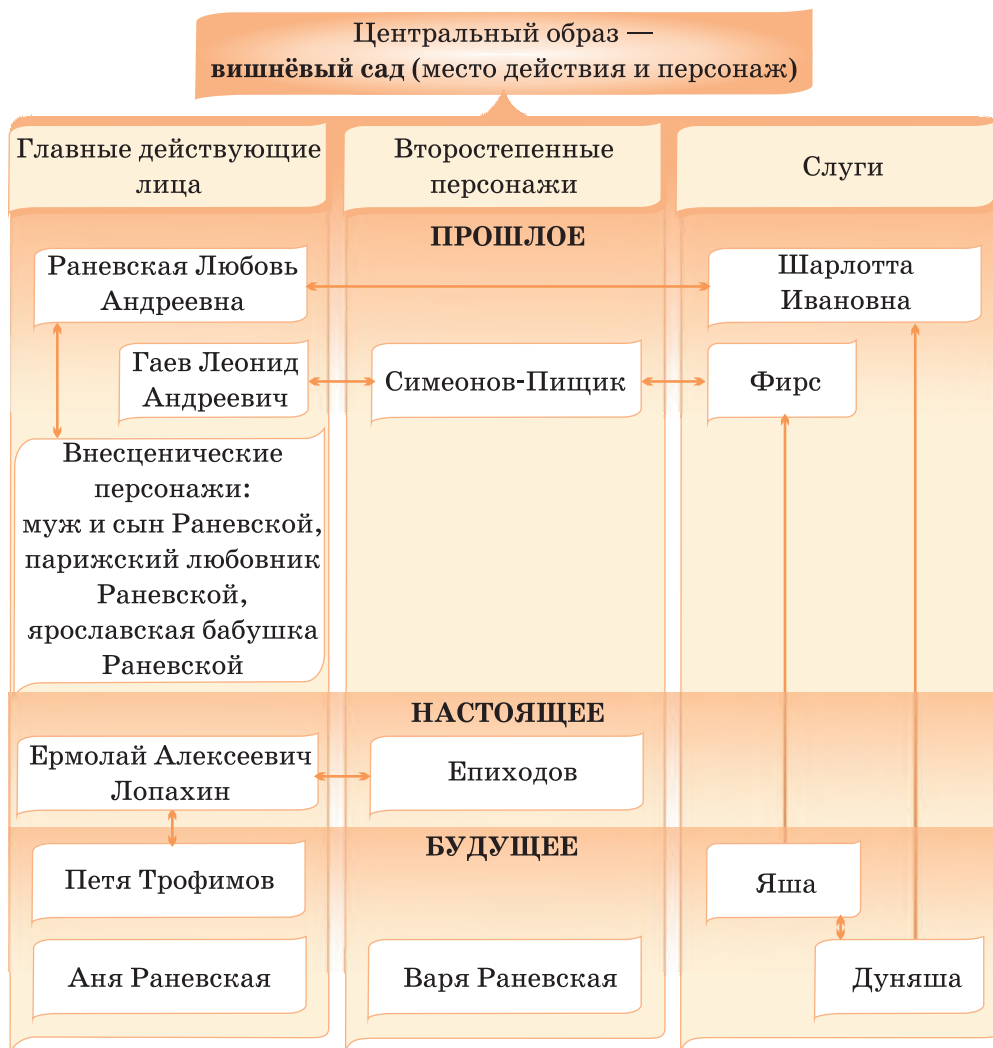 Центральный образ —
вишнёвый сад (место действия и персонаж)
Главные действующие
лица
Второстепенные
персонажи
Слуги
ПРОШЛОЕ
Раневская Любовь
Андреевна
Шарлотта
Ивановна
Гаев Леонид
Андреевич
Симеонов-Пищик
Фирс
Внесценические
персонажи:
муж и сын Раневской,
парижский любовник
Раневской,
ярославская бабушка
Раневской
НАСТОЯЩЕЕ
Ермолай Алексеевич
Лопахин
Епиходов
БУДУЩЕЕ
Петя Трофимов
Яша
Аня Раневская
Варя Раневская
Дуняша